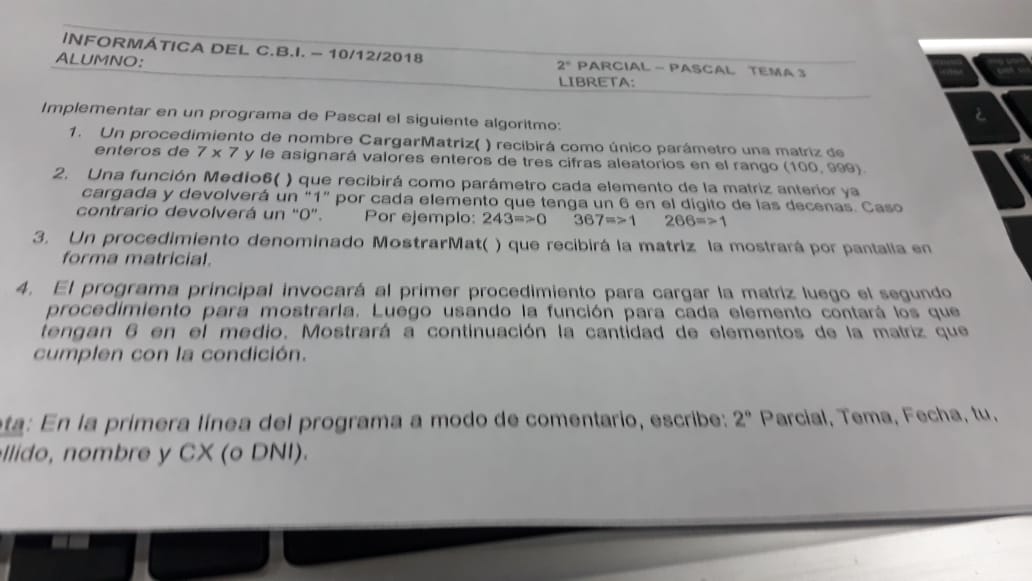 INFORMÁTICA DEL C.B.I. – 10/12/2018
2° PARCIAL – PASCAL TEMA 3
ALUMNO:
LIBRETA:
Implementar en un programa de Pascal el siguiente algoritmo:
1. Un procedimiento de nombre CargarMatriz( ) recibirá como único parámetro una matriz de
enteros de 7 x 7 y le asignará valores enteros de tres cifras aleatorios en el rango (100, 999).
2. Una función Medio6( ) que recibirá como parámetro cada elemento de la matriz anterior ya
cargada y devolverá un "1" por cada elemento que tenga un 6 en el dígito de las decenas. Caso
contrario devolverá un "0". Por ejemplo: 243=>0 367=>1 266=>1
3. Un procedimiento denominado MostrarMat( ) que recibirá la matriz la mostrará por pantalla en
forma matricial.
4. El programa principal invocará al primer procedimiento para cargar la matriz luego el segundo
procedimiento para mostrarla. Luego usando la función para cada elemento contará los que
tengan 6 en el medio. Mostrará a continuación la cantidad de elementos de la matriz que
cumplen con la condición.
ota: En la primera línea del programa a modo de comentario, escribe: 2° Parcial, Tema, Fecha, tu,
ellido, nombre y CX (o DNI).
¿